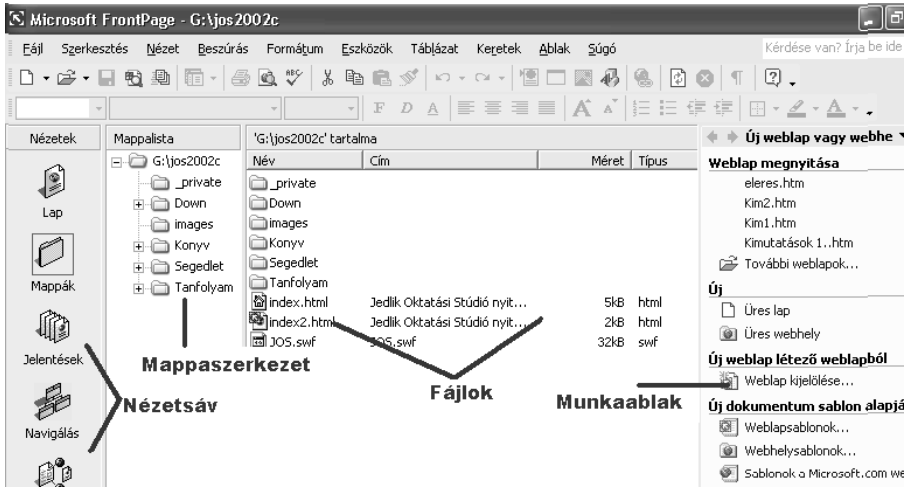 Microsoft FrontPage - G:\jos2002c
Fájl Szerkesztés Nézet Beszúrás Formátum Eszközök Táblázat Keretek Ablak Súgó Kérdése van? Írja be ide
F D A
Nézetek Mappalista 'G:\jos2002c' tartalma Új weblap vagy webhe
Név Cím Méret Típus
Lap
Mappák
Jelentések
Navigálás
G:\jos2002c
_private
Down
images
Konyv
Segedlet
Tanfolyam
_private
Down
images
Konyv
Segedlet
Tanfolyam
index.html Jedlik Oktatási Stúdió nyit... 5kB html
index2.html Jedlik Oktatási Stúdió nyit... 2kB html
JOS.swf JOS.swf 32kB swf
Mappaszerkezet
Nézetsáv
Fájlok
Munkaablak
Weblap megnyitása
eleres.htm
Kim2.htm
Kim1.htm
Kimutatások 1..htm
További weblapok...
Új
Üres lap
Üres webhely
Új weblap létező weblapból
Weblap kijelölése...
Új dokumentum sablon alapjá
Weblapsablonok...
Webhelysablonok...
Sablonok a Microsoft.com we